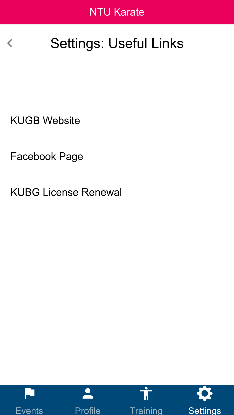 NTU Karate
Settings: Useful Links
KUGB Website
Facebook Page
KUBG License Renewal
Events Profile Training Settings